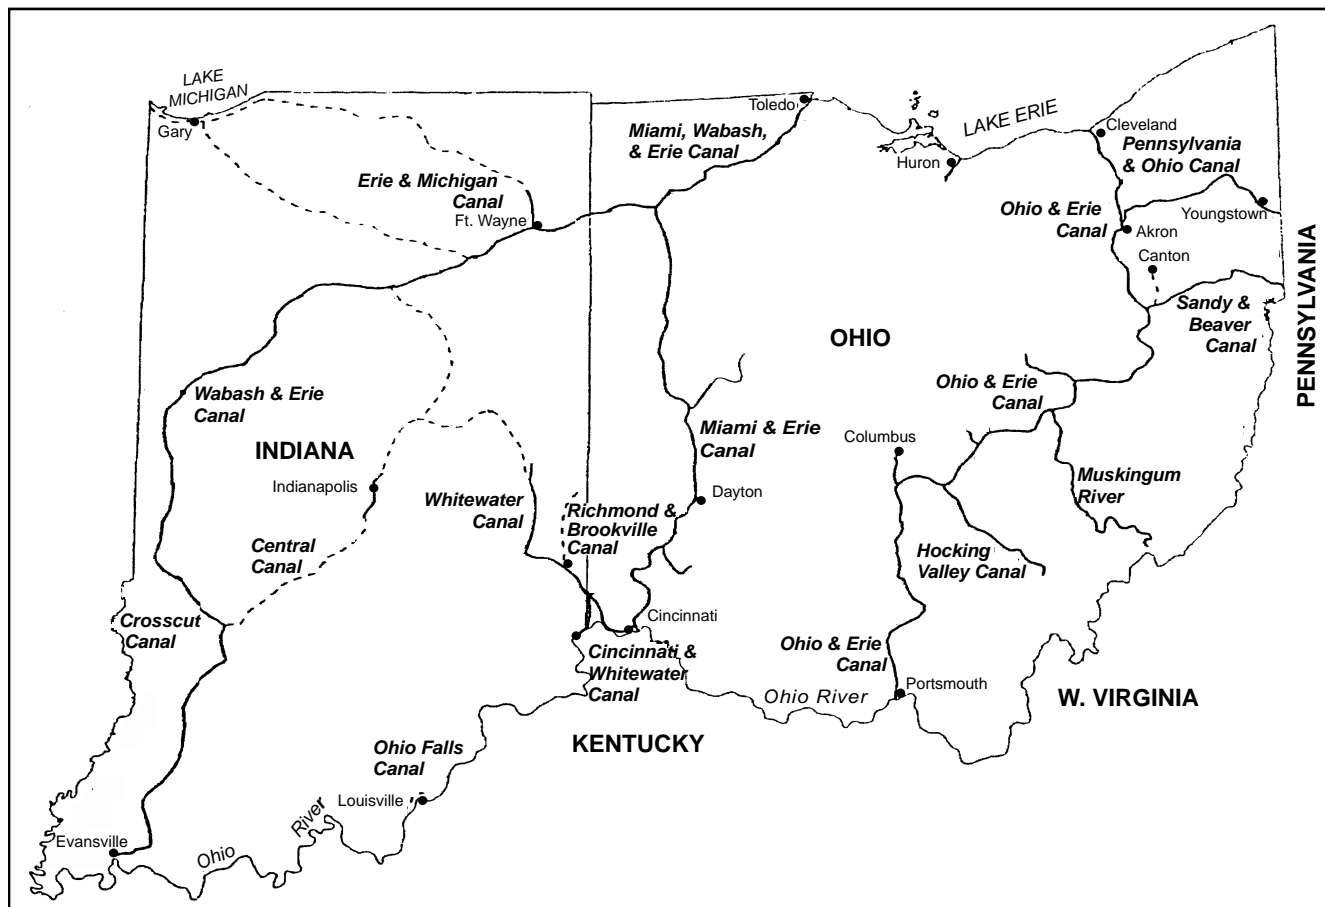 LAKE
MICHIGAN
Gary
Toledo
LAKE ERIE
Huron
Cleveland
Miami, Wabash,
& Erie Canal
Pennsylvania
& Ohio Canal
Erie & Michigan
Canal
Ft. Wayne
Ohio & Erie
Canal
Youngstown
Akron
Canton
PENNSYLVANIA
Sandy &
Beaver
Canal
OHIO
Wabash & Erie
Canal
Ohio & Erie
Canal
INDIANA
Miami & Erie
Canal
Columbus
Indianapolis
Whitewater
Canal
Dayton
Muskingum
River
Richmond &
Brookville
Canal
Central
Canal
Hocking
Valley Canal
Crosscut
Canal
Cincinnati
Cincinnati &
Whitewater
Canal
Ohio & Erie
Canal
Portsmouth
Ohio River
W. VIRGINIA
KENTUCKY
Ohio Falls
Canal
Louisville
Evansville
Ohio
River